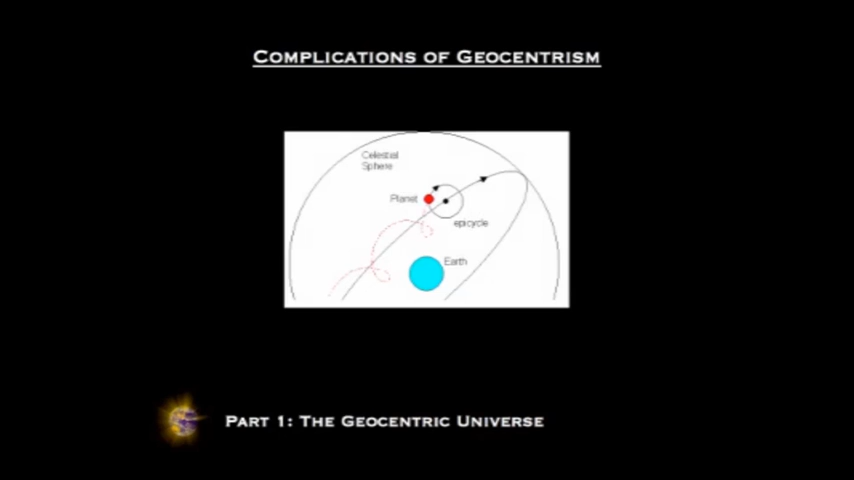 COMPLICATIONS OF GEOCENTRISM
Celestial
Sphere
Planet
epicycle
Earth
PART 1: THE GEOCENTRIC UNIVERSE